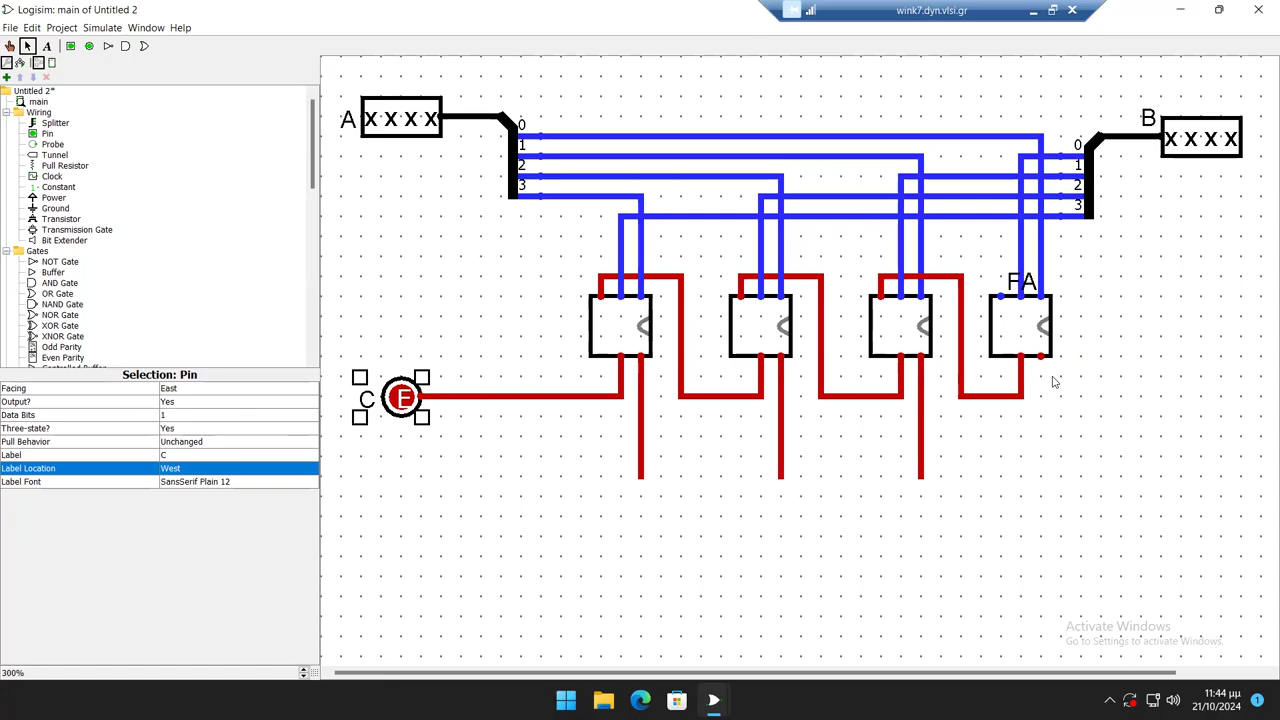 Logisim: main of Untitled 2
wink7.dyn.vlsi.gr
File Edit Project Simulate Window Help
A
Untitled 2*
main
Wiring
Splitter
Pin
Probe
Tunnel
Pull Resistor
Clock
Constant
Power
Ground
Transistor
Transmission Gate
Bit Extender
Gates
NOT Gate
Buffer
AND Gate
OR Gate
NAND Gate
NOR Gate
XOR Gate
XNOR Gate
Odd Parity
Even Parity
Selection: Pin
Facing East
Output? Yes
Data Bits 1
Three-state? Yes
Pull Behavior Unchanged
Label C
Label Location West
Label Font SansSerif Plain 12
300%
A x x x x
0
1
2
3
B x x x x
0
1
2
3
FA
C E
Activate Windows
Go to Settings to activate Windows.
11:44 μμ
21/10/2024
1